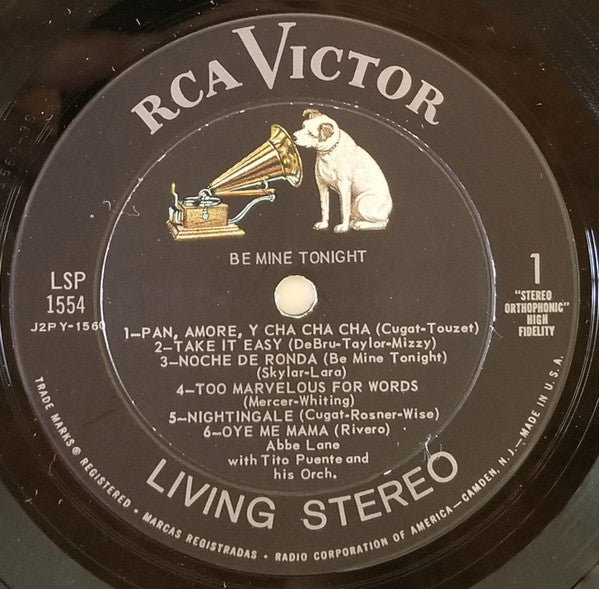 RCA VICTOR
BE MINE TONIGHT
LSP
1554
J2PY-1560
1
"STEREO
ORTHOPHONIC"
HIGH
FIDELITY
1—PAN, AMORE, Y CHA CHA CHA (Cugat-Touzet)
2—TAKE IT EASY (DeBru-Taylor-Mizzy)
3—NOCHE DE RONDA (Be Mine Tonight)
(Skylar-Lara)
4—TOO MARVELOUS FOR WORDS
(Mercer-Whiting)
5—NIGHTINGALE (Cugat-Rosner-Wise)
6—OYE ME MAMA (Rivero)
Abbe Lane
with Tito Puente and
his Orch.
LIVING STEREO
TRADE MARKS ® REGISTERED • MARCAS REGISTRADAS • RADIO CORPORATION OF AMERICA—CAMDEN, N. J.—MADE IN U.S.A.